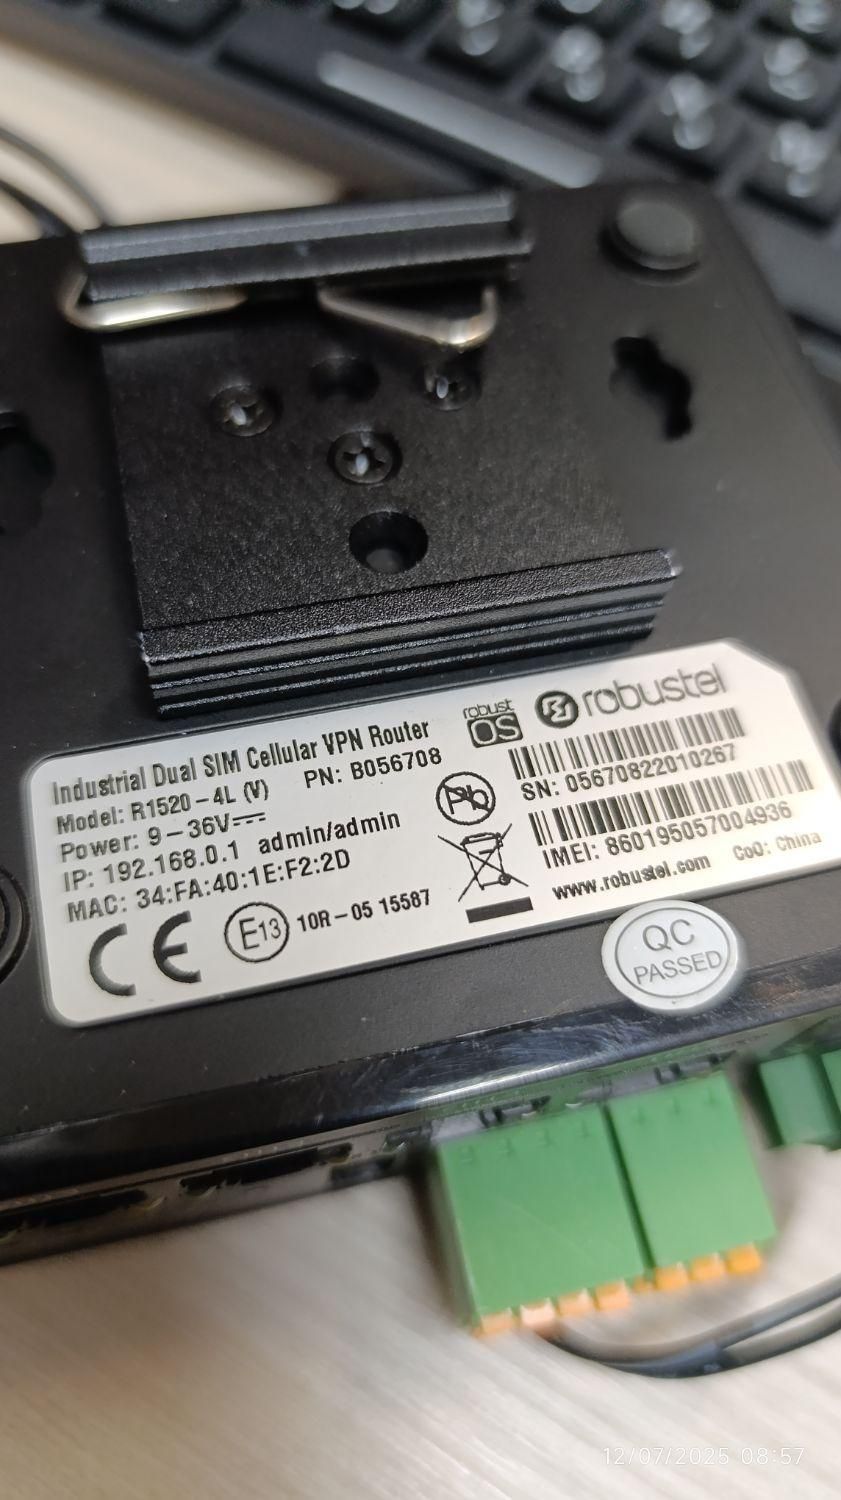 Industrial Dual SIM Cellular VPN Router
Model: R1520-4L (V) PN: B056708
Power: 9-36V
IP: 192.168.0.1 admin/admin
MAC: 34:FA:40:1E:F2:2D
CE
E13 10R-05 15587
robust
OS
robustel
Pb
SN: 05670822010267
IMEI: 860195057004936
www.robustel.com CoO: China
QC
PASSED
12/07/2025 08:57